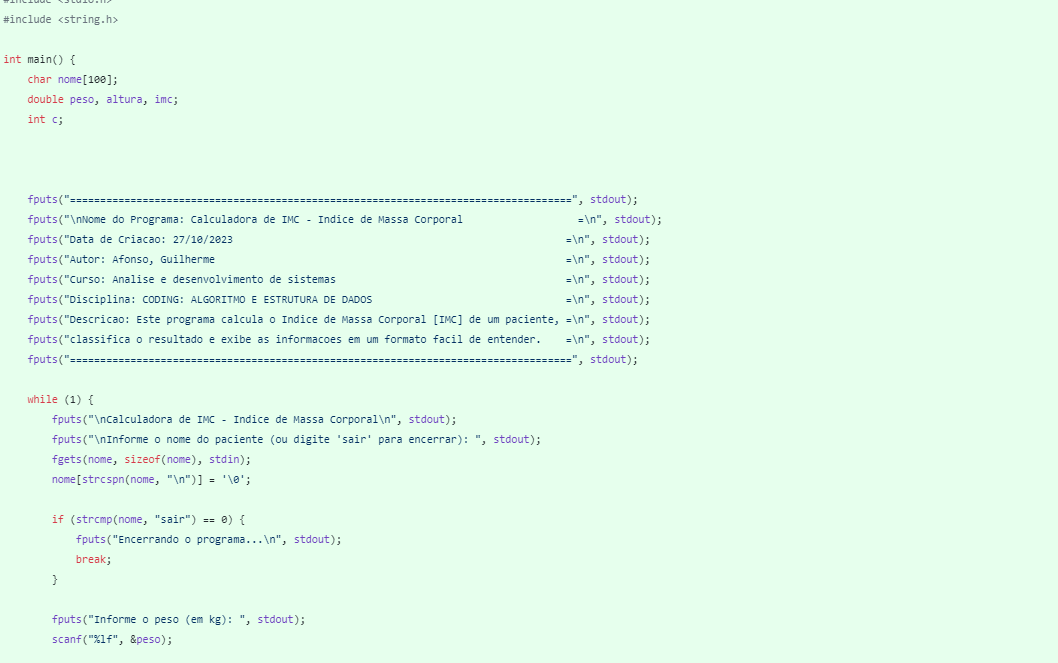 #include <stdio.h>
#include <string.h>
int main() {
    char nome[100];
    double peso, altura, imc;
    int c;
    fputs("===================================================================================", stdout);
    fputs("\nNome do Programa: Calculadora de IMC - Indice de Massa Corporal                   =\n", stdout);
    fputs("Data de Criacao: 27/10/2023                                                       =\n", stdout);
    fputs("Autor: Afonso, Guilherme                                                          =\n", stdout);
    fputs("Curso: Analise e desenvolvimento de sistemas                                      =\n", stdout);
    fputs("Disciplina: CODING: ALGORITMO E ESTRUTURA DE DADOS                                =\n", stdout);
    fputs("Descricao: Este programa calcula o Indice de Massa Corporal [IMC] de um paciente, =\n", stdout);
    fputs("classifica o resultado e exibe as informacoes em um formato facil de entender.    =\n", stdout);
    fputs("===================================================================================", stdout);
    while (1) {
        fputs("\nCalculadora de IMC - Indice de Massa Corporal\n", stdout);
        fputs("\nInforme o nome do paciente (ou digite 'sair' para encerrar): ", stdout);
        fgets(nome, sizeof(nome), stdin);
        nome[strcspn(nome, "\n")] = '\0';
        if (strcmp(nome, "sair") == 0) {
            fputs("Encerrando o programa...\n", stdout);
            break;
        }
        fputs("Informe o peso (em kg): ", stdout);
        scanf("%lf", &peso);